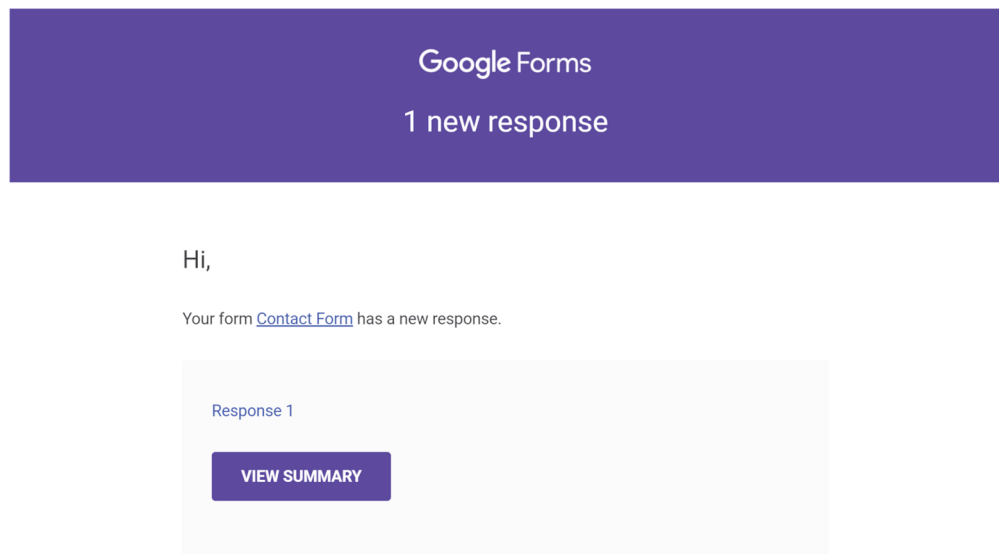 Google Forms
1 new response
Hi,
Your form Contact Form has a new response.
Response 1
VIEW SUMMARY